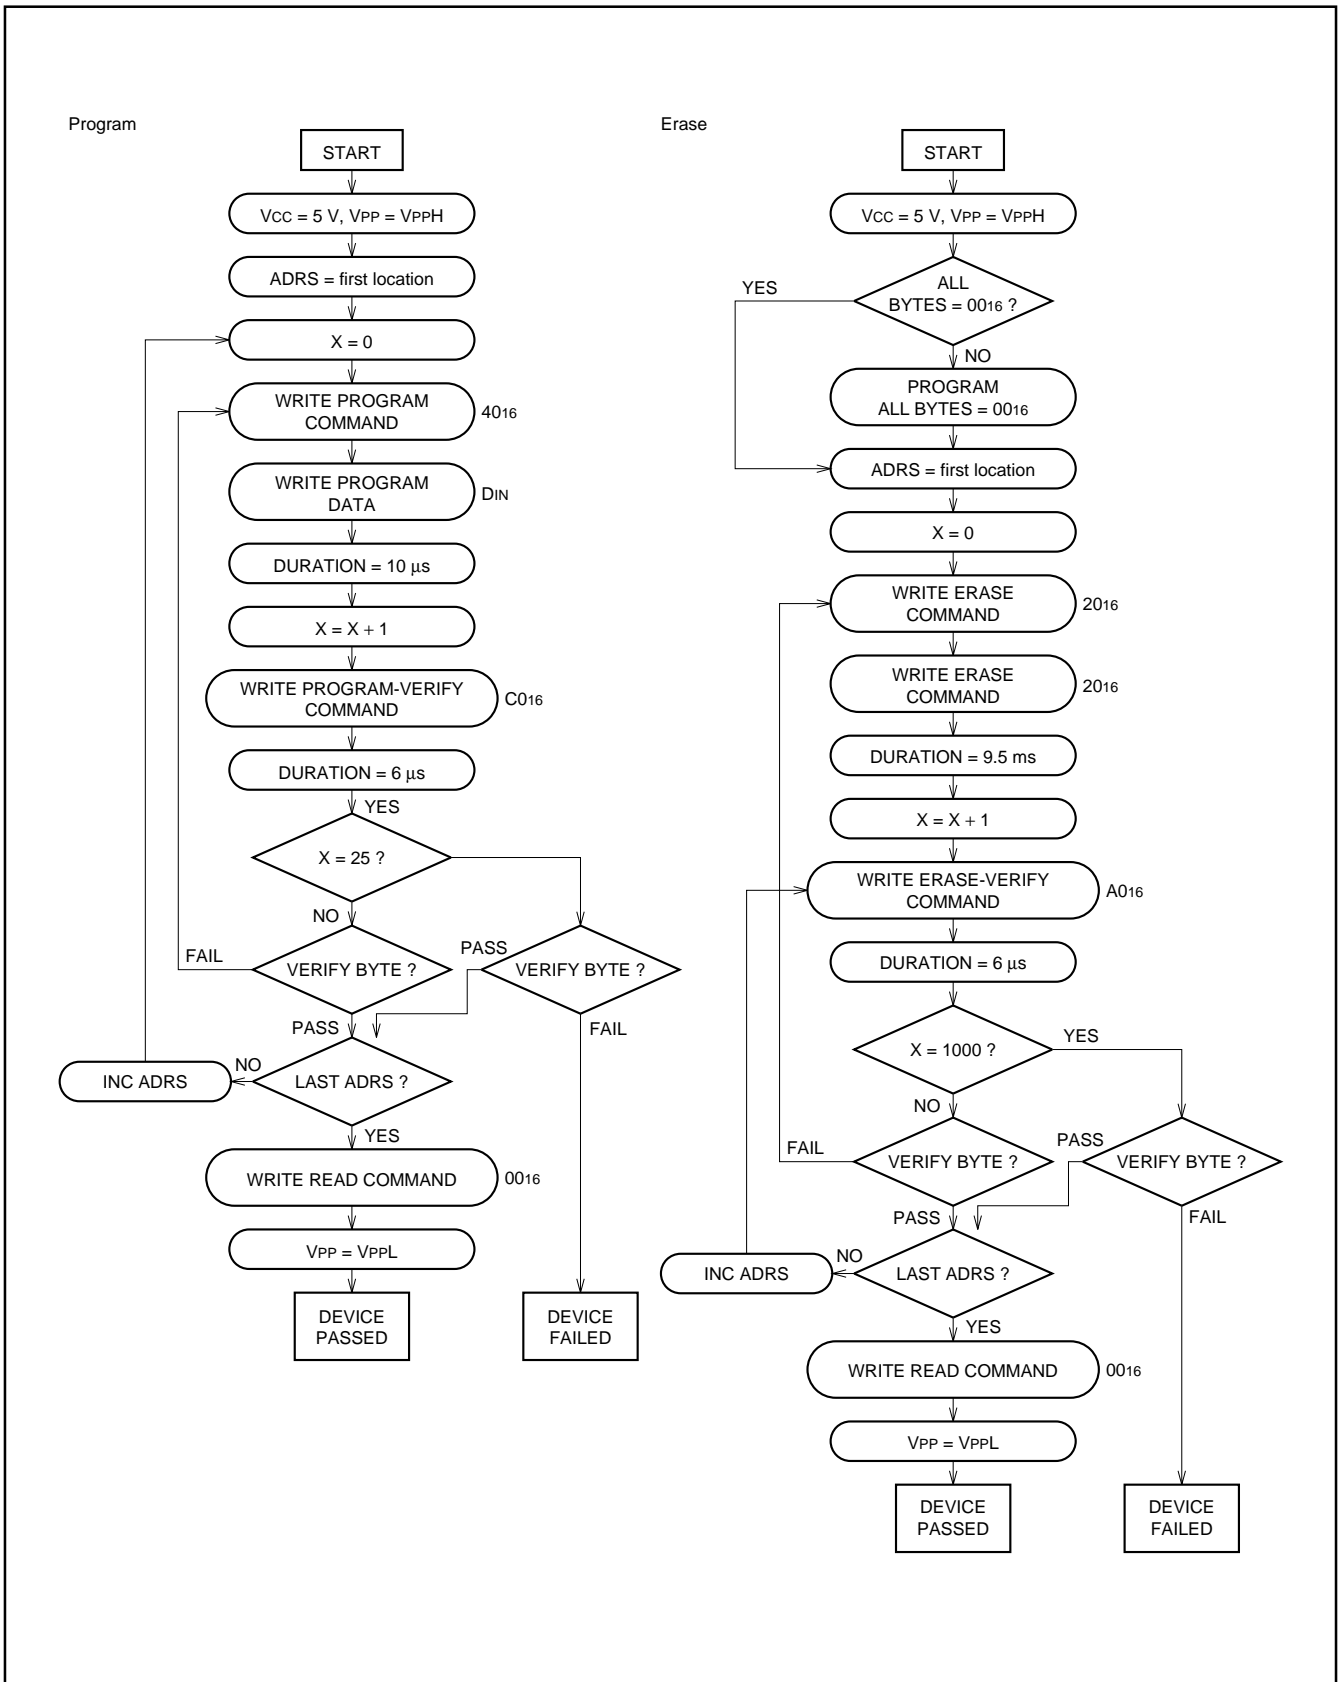 Program
START
VCC = 5 V, VPP = VPPH
ADRS = first location
X = 0
WRITE PROGRAM
COMMAND
4016
WRITE PROGRAM
DATA
DIN
DURATION = 10 µs
X = X + 1
WRITE PROGRAM-VERIFY
COMMAND
C016
DURATION = 6 µs
YES
X = 25 ?
NO
FAIL
VERIFY BYTE ?
PASS
VERIFY BYTE ?
PASS
FAIL
NO
INC ADRS
LAST ADRS ?
YES
WRITE READ COMMAND
0016
VPP = VPPL
DEVICE
PASSED
DEVICE
FAILED
Erase
START
VCC = 5 V, VPP = VPPH
YES
ALL
BYTES = 0016 ?
NO
PROGRAM
ALL BYTES = 0016
ADRS = first location
X = 0
WRITE ERASE
COMMAND
2016
WRITE ERASE
COMMAND
2016
DURATION = 9.5 ms
X = X + 1
WRITE ERASE-VERIFY
COMMAND
A016
DURATION = 6 µs
X = 1000 ?
YES
NO
FAIL
VERIFY BYTE ?
PASS
VERIFY BYTE ?
PASS
FAIL
NO
INC ADRS
LAST ADRS ?
YES
WRITE READ COMMAND
0016
VPP = VPPL
DEVICE
PASSED
DEVICE
FAILED